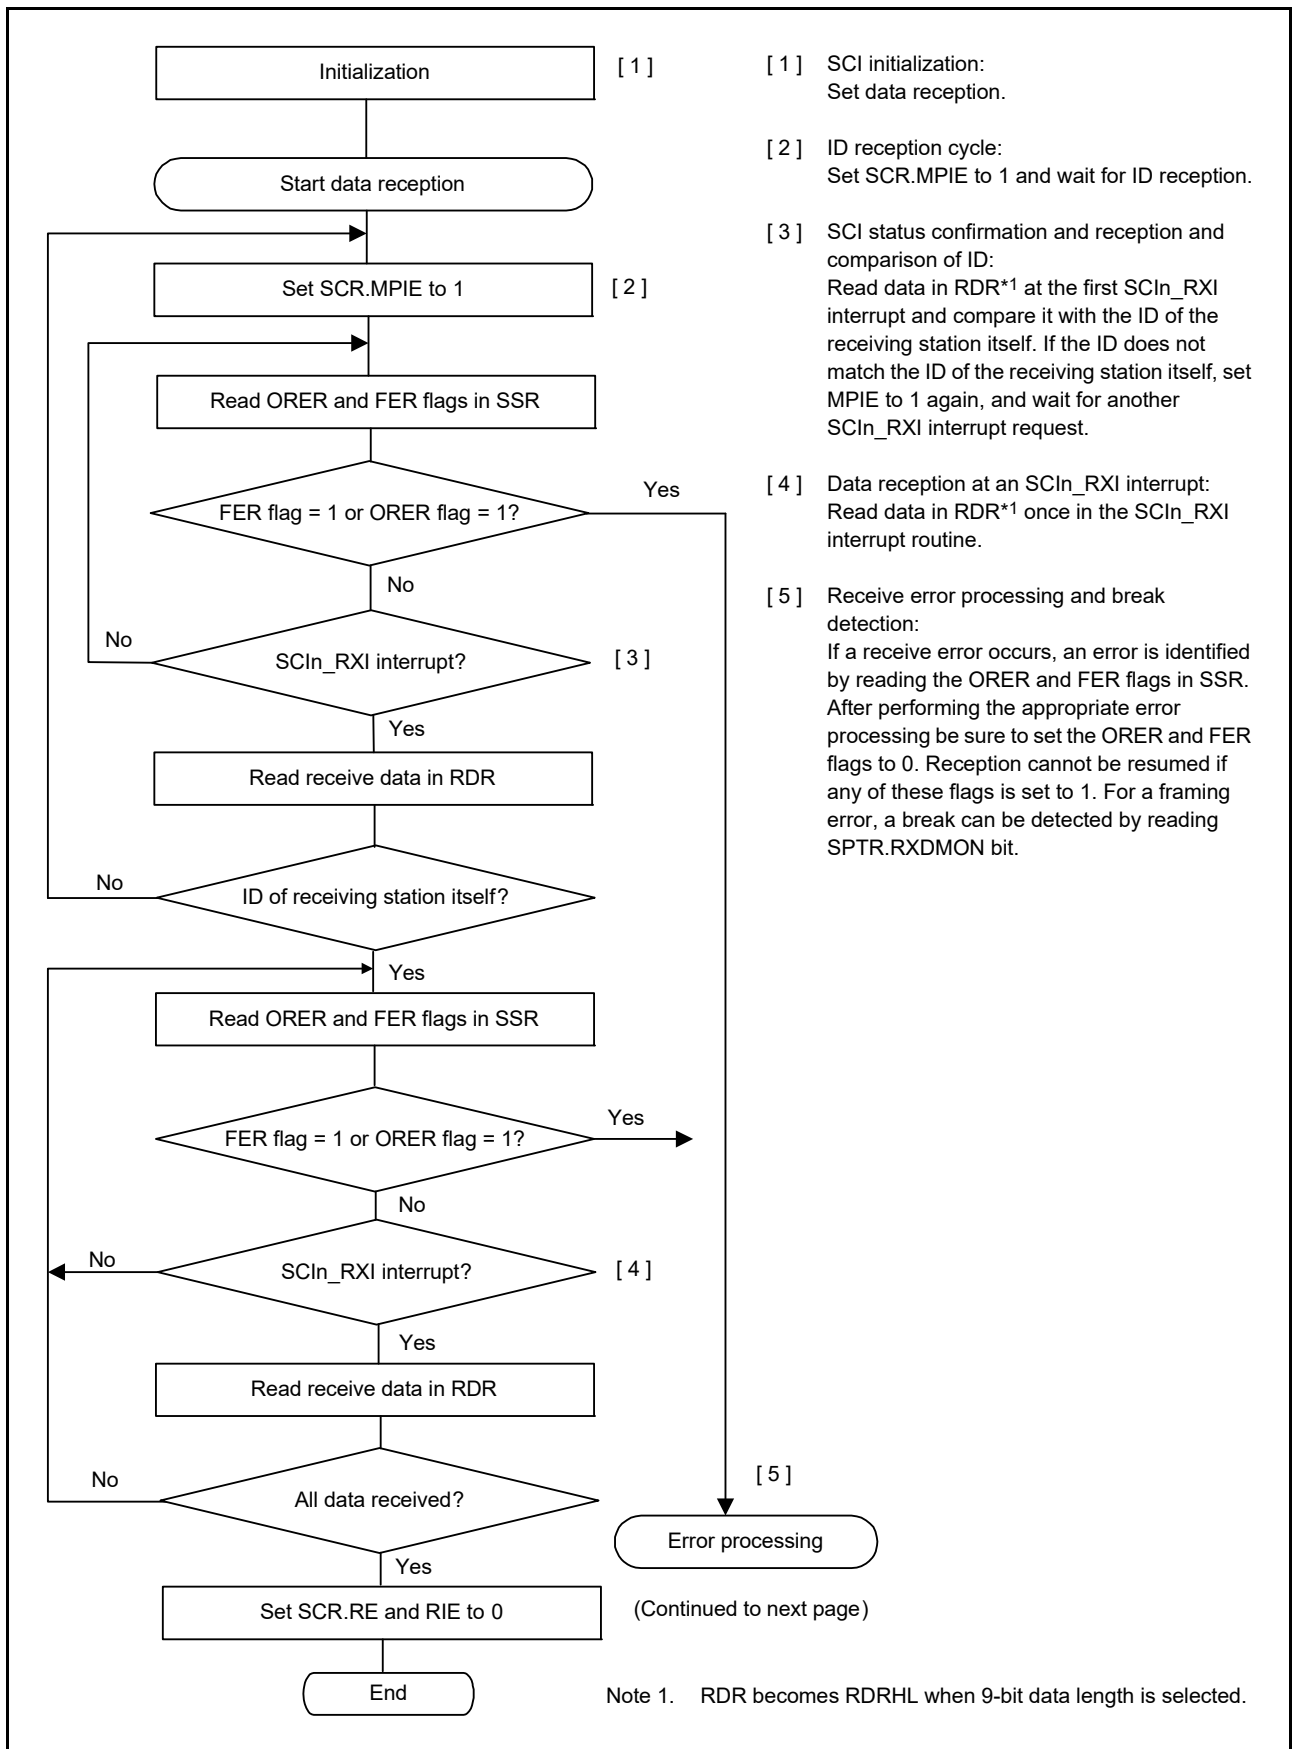 Initialization
[ 1 ]
Start data reception
Set SCR.MPIE to 1
[ 2 ]
Read ORER and FER flags in SSR
FER flag = 1 or ORER flag = 1?
Yes
No
SCIn_RXI interrupt?
[ 3 ]
No
Yes
Read receive data in RDR
ID of receiving station itself?
No
Yes
Read ORER and FER flags in SSR
FER flag = 1 or ORER flag = 1?
Yes
No
SCIn_RXI interrupt?
No
[ 4 ]
Yes
Read receive data in RDR
All data received?
No
Yes
Set SCR.RE and RIE to 0
End
[ 5 ]
Error processing
(Continued to next page)
[ 1 ] SCI initialization:
Set data reception.
[ 2 ] ID reception cycle:
Set SCR.MPIE to 1 and wait for ID reception.
[ 3 ] SCI status confirmation and reception and
comparison of ID:
Read data in RDR*1 at the first SCIn_RXI
interrupt and compare it with the ID of the
receiving station itself. If the ID does not
match the ID of the receiving station itself, set
MPIE to 1 again, and wait for another
SCIn_RXI interrupt request.
[ 4 ] Data reception at an SCIn_RXI interrupt:
Read data in RDR*1 once in the SCIn_RXI
interrupt routine.
[ 5 ] Receive error processing and break
detection:
If a receive error occurs, an error is identified
by reading the ORER and FER flags in SSR.
After performing the appropriate error
processing be sure to set the ORER and FER
flags to 0. Reception cannot be resumed if
any of these flags is set to 1. For a framing
error, a break can be detected by reading
SPTR.RXDMON bit.
Note 1. RDR becomes RDRHL when 9-bit data length is selected.